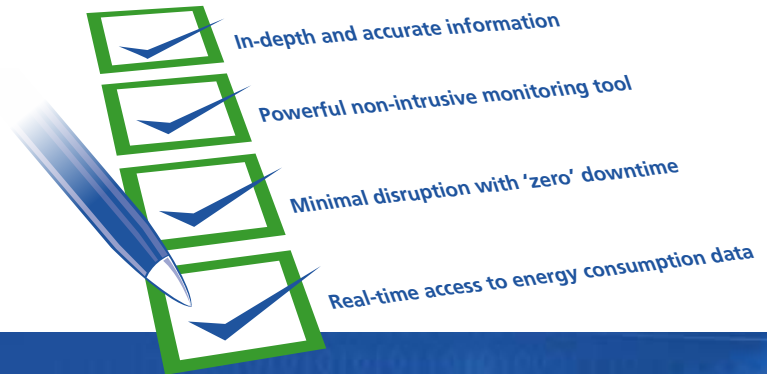 In-depth and accurate information
Powerful non-intrusive monitoring tool
Minimal disruption with ‘zero’ downtime
Real-time access to energy consumption data